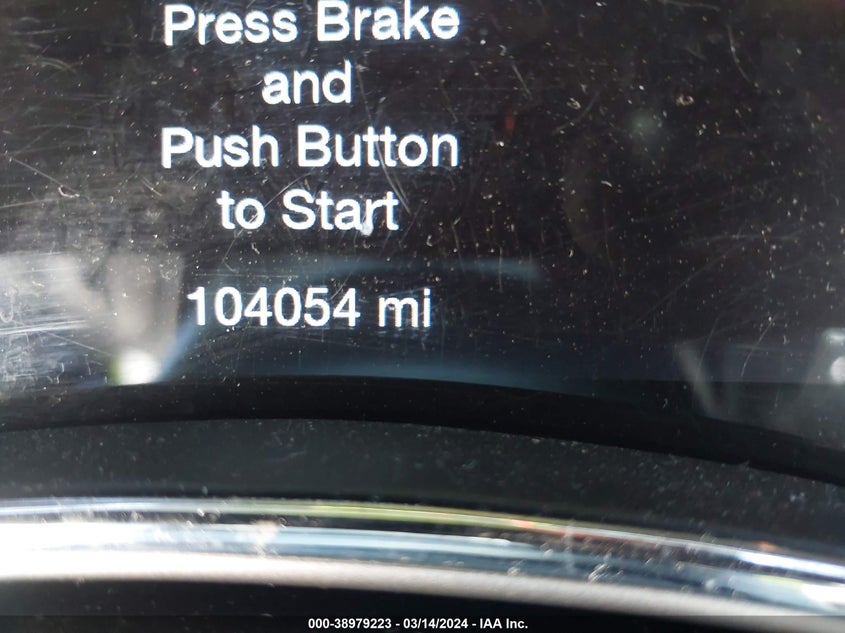 Press Brake
and
Push Button
to Start
104054 mi
000-38979223 - 03/14/2024 - IAA Inc.